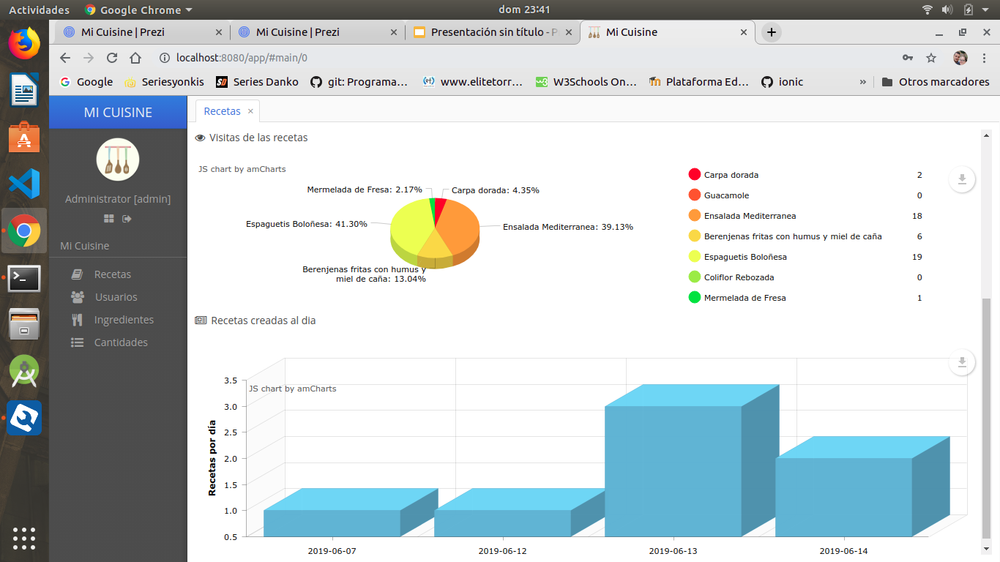 Actividades
Google Chrome
dom 23:41
Mi Cuisine | Prezi
Mi Cuisine | Prezi
Presentación sin título - P
Mi Cuisine
localhost:8080/app/#main/0
Google
Seriesyonkis
Series Danko
git: Programa...
www.elitetorr...
W3Schools On...
Plataforma Ed...
ionic
»
Otros marcadores
MI CUISINE
Administrator [admin]
Mi Cuisine
Recetas
Usuarios
Ingredientes
Cantidades
Recetas
Visitas de las recetas
JS chart by amCharts
Mermelada de Fresa: 2.17%
Carpa dorada: 4.35%
Espaguetis Boloñesa: 41.30%
Ensalada Mediterranea: 39.13%
Berenjenas fritas con humus y
miel de caña: 13.04%
Carpa dorada 2
Guacamole 0
Ensalada Mediterranea 18
Berenjenas fritas con humus y miel de caña 6
Espaguetis Boloñesa 19
Coliflor Rebozada 0
Mermelada de Fresa 1
Recetas creadas al dia
JS chart by amCharts
Recetas por día
3.5
3.0
2.5
2.0
1.5
1.0
0.5
2019-06-07
2019-06-12
2019-06-13
2019-06-14